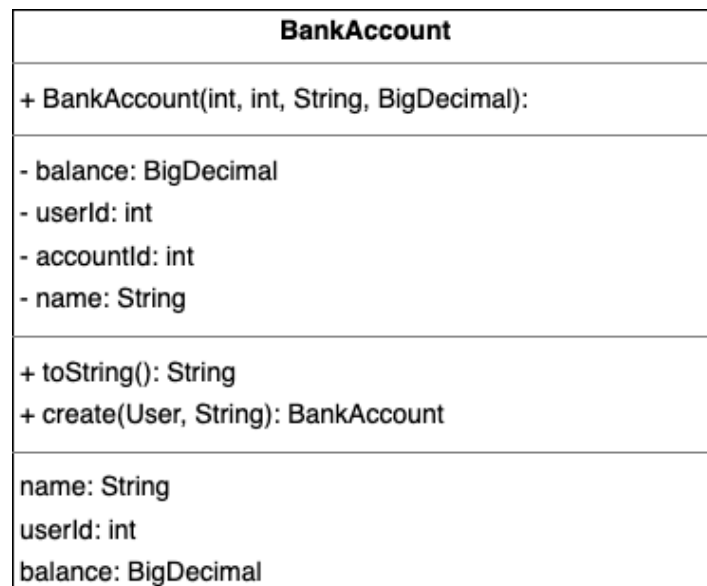 BankAccount
+ BankAccount(int, int, String, BigDecimal):
- balance: BigDecimal
- userId: int
- accountId: int
- name: String
+ toString(): String
+ create(User, String): BankAccount
name: String
userId: int
balance: BigDecimal